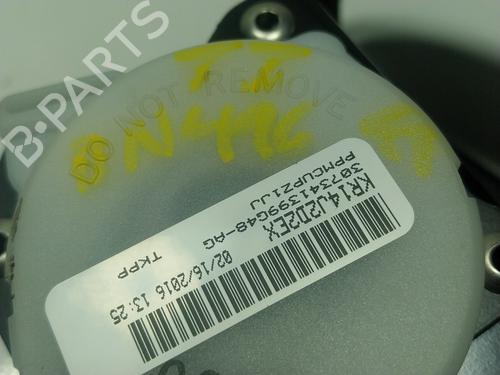 B-PARTS
DO NOT REMOVE
KR14J2D2EX
307341399G48-AG
PPMCUPZ1JJ
02/16/2016 13:25
TKPP